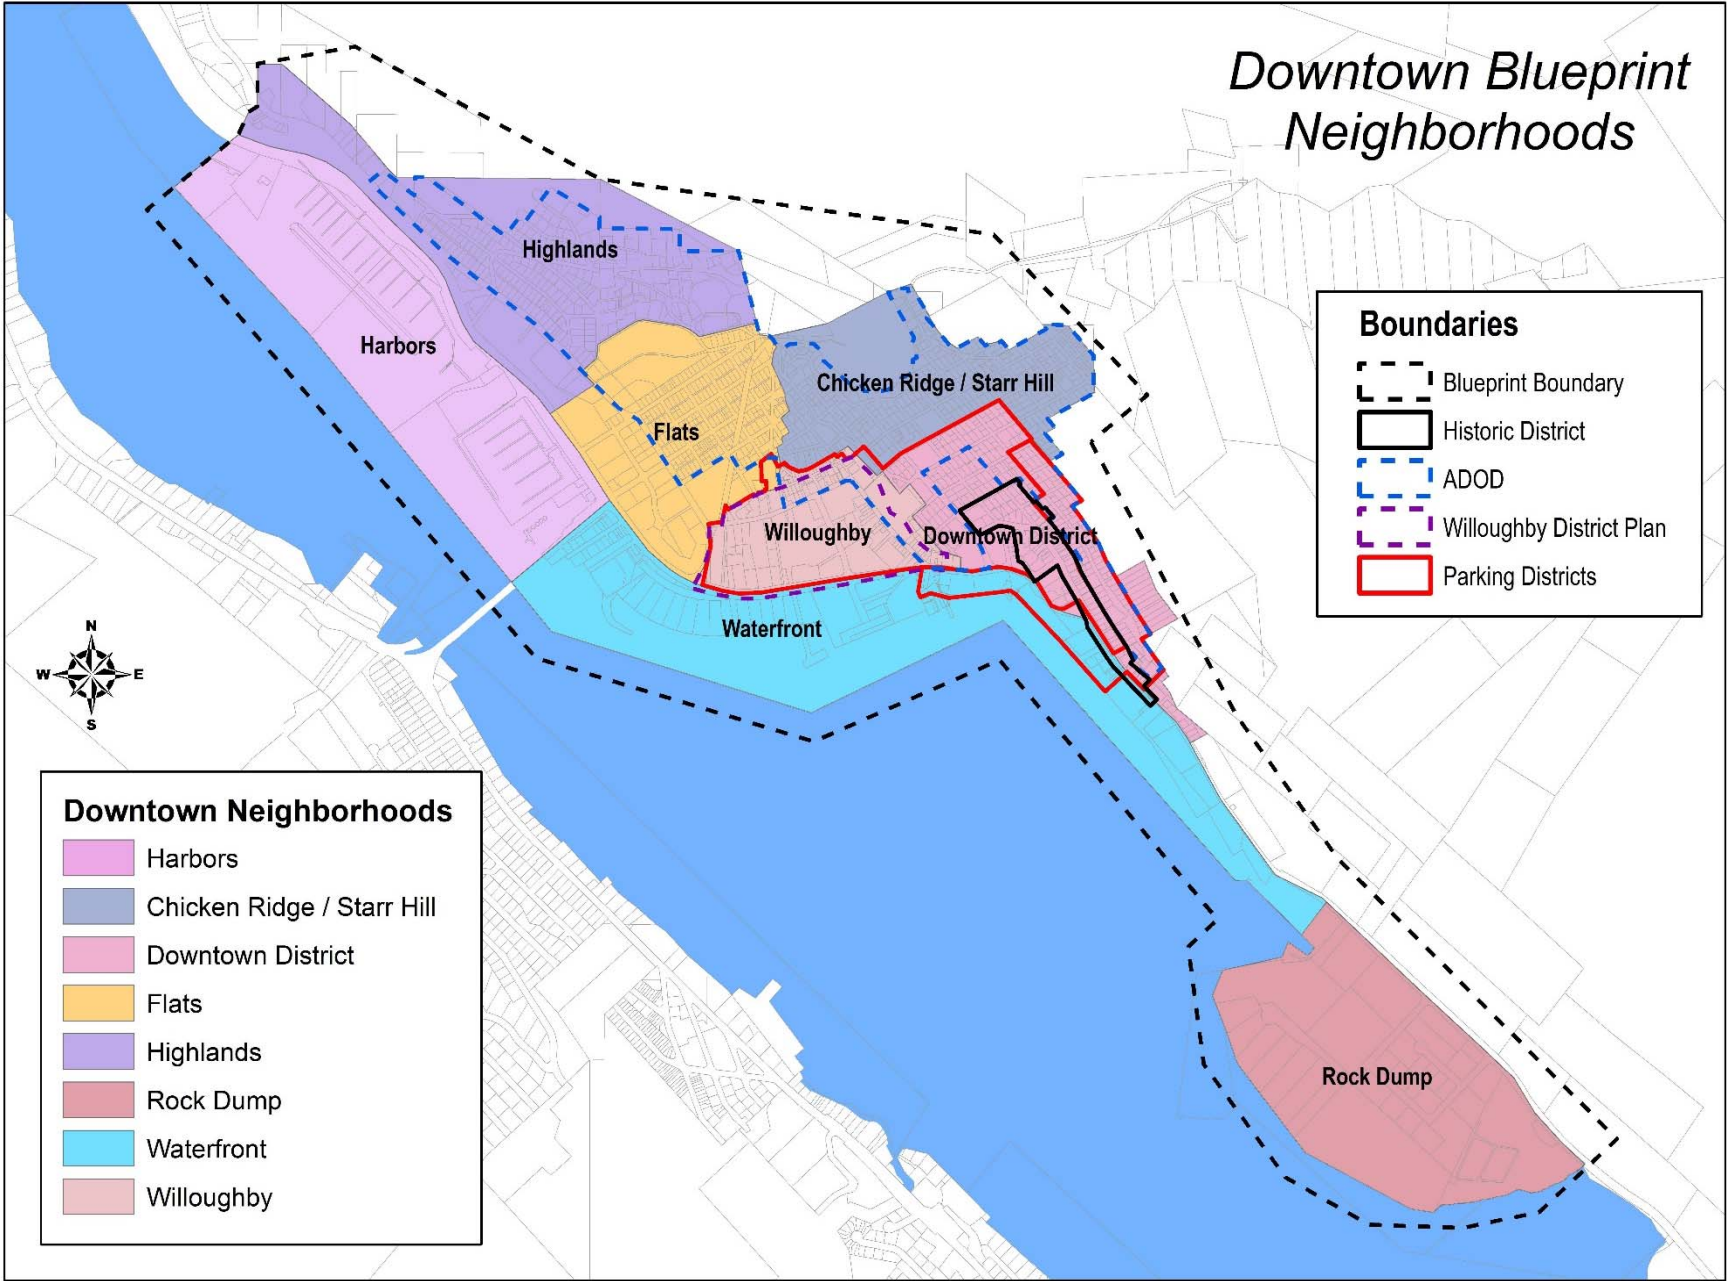 Downtown Blueprint
Neighborhoods
Highlands
Harbors
Chicken Ridge / Starr Hill
Flats
Willoughby
Downtown District
Waterfront
Rock Dump
Boundaries
Blueprint Boundary
Historic District
ADOD
Willoughby District Plan
Parking Districts
N
W E
S
Downtown Neighborhoods
Harbors
Chicken Ridge / Starr Hill
Downtown District
Flats
Highlands
Rock Dump
Waterfront
Willoughby